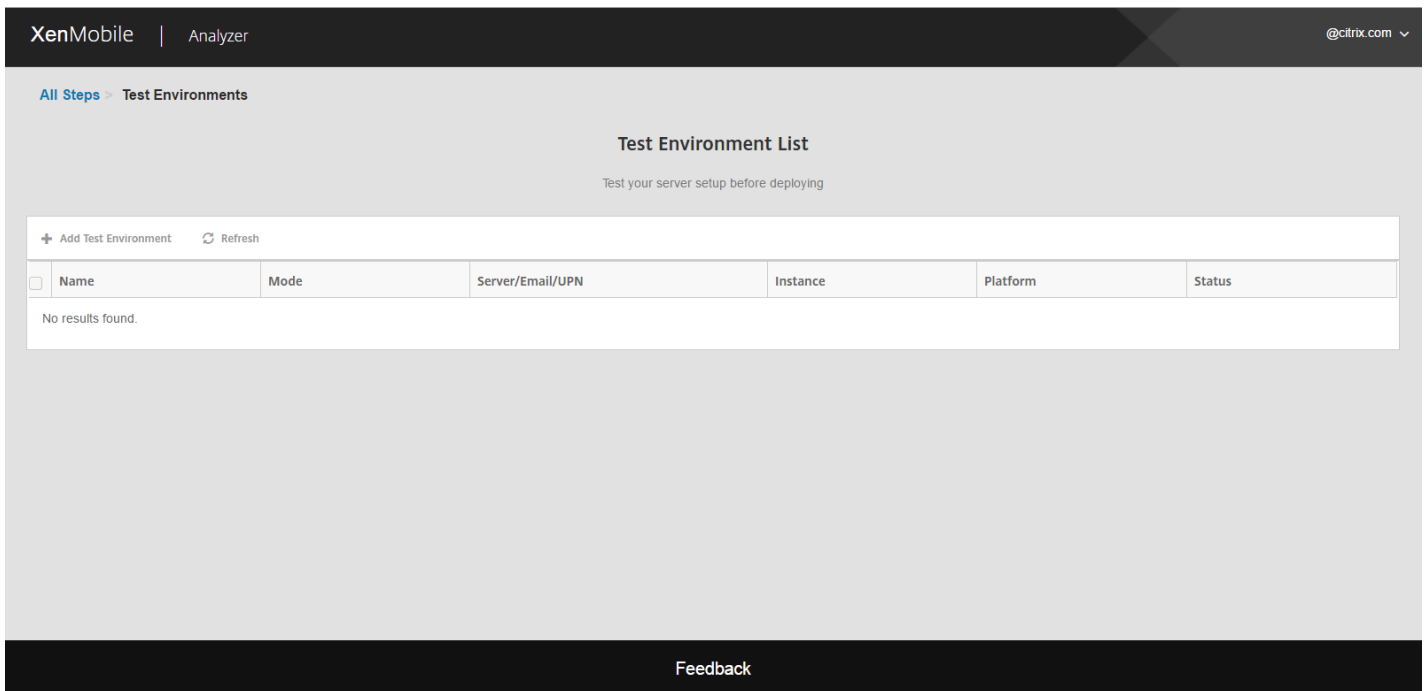 XenMobile | Analyzer @citrix.com
All Steps > Test Environments
Test Environment List
Test your server setup before deploying
Add Test Environment Refresh
Name Mode Server/Email/UPN Instance Platform Status
No results found.
Feedback